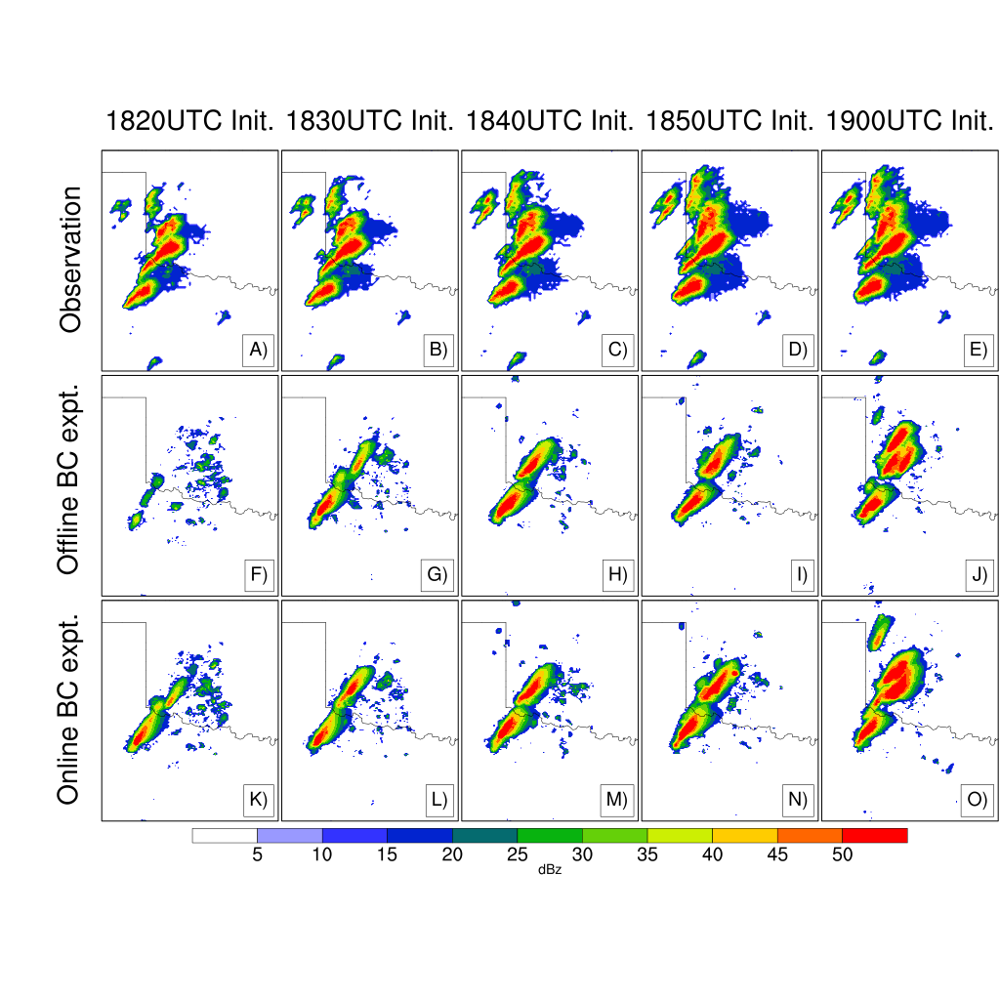 1820UTC Init. 1830UTC Init. 1840UTC Init. 1850UTC Init. 1900UTC Init.
Observation
A) B) C) D) E)
Offline BC expt.
F) G) H) I) J)
Online BC expt.
K) L) M) N) O)
5 10 15 20 25 30 35 40 45 50
dBz